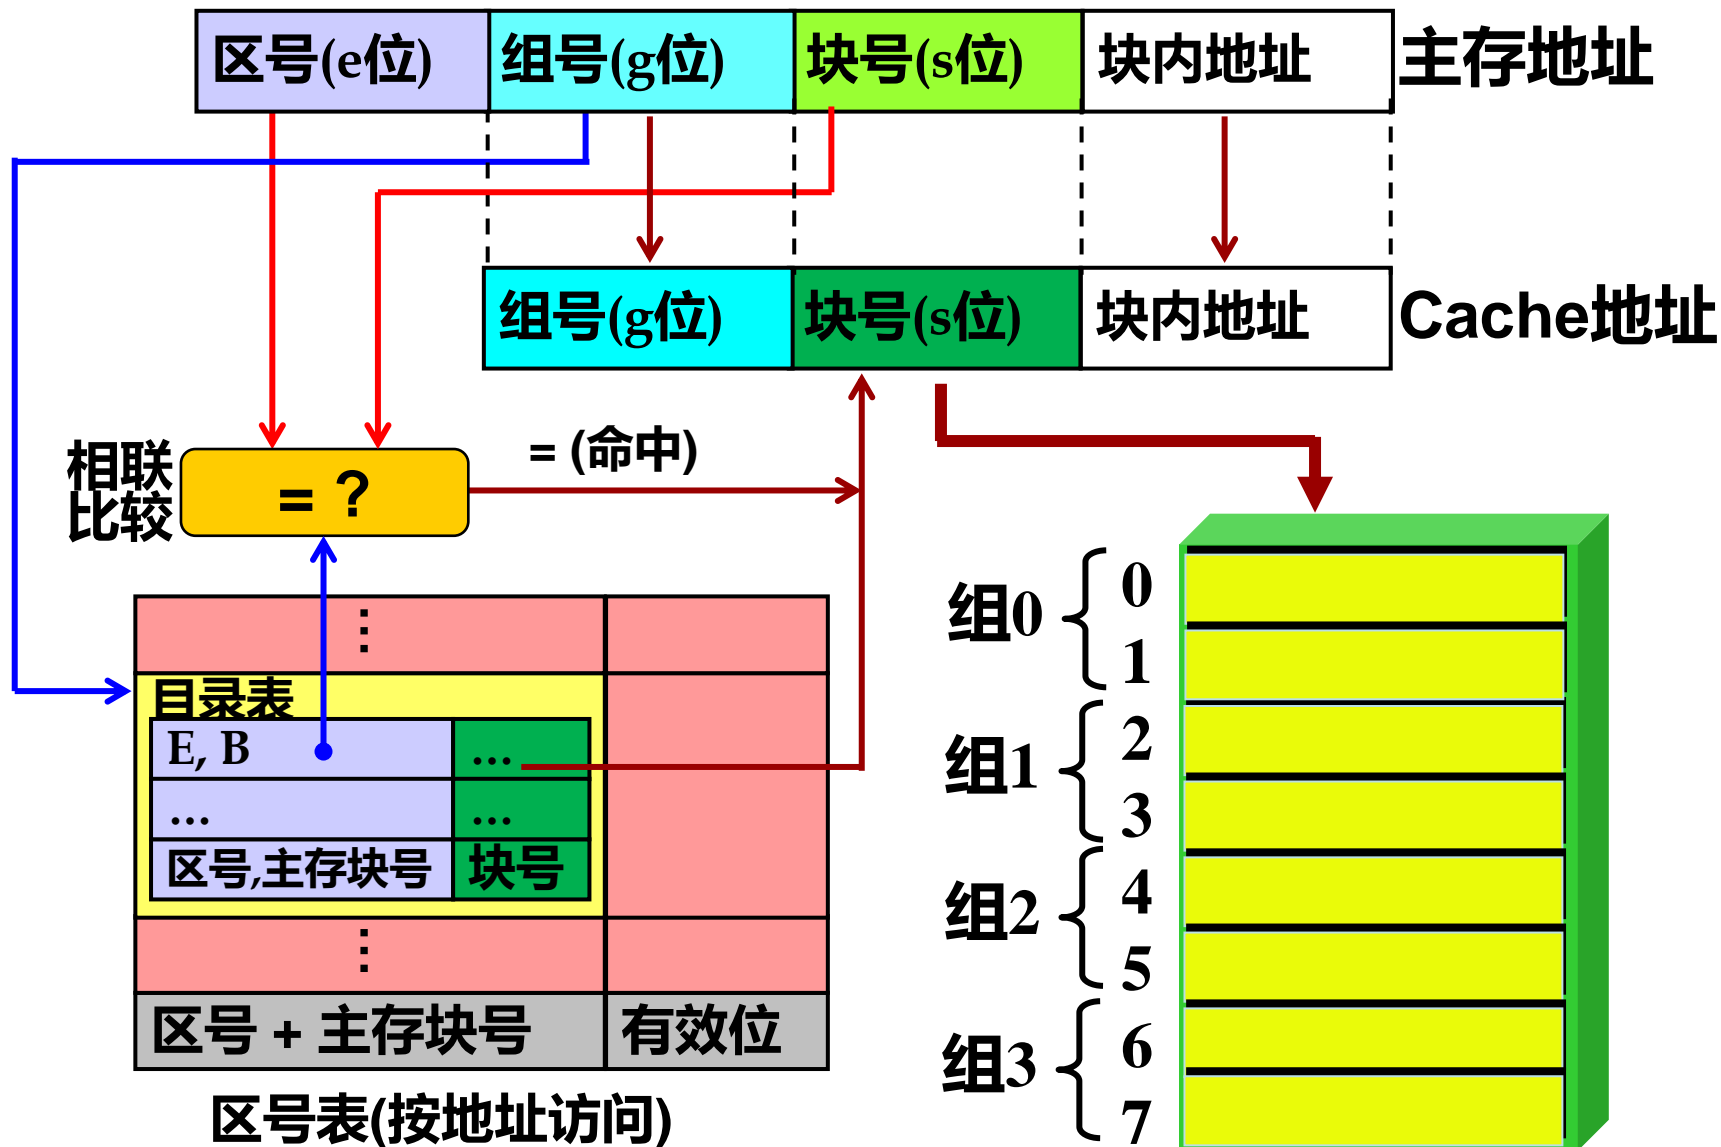 区号(e位) 组号(g位) 块号(s位) 块内地址 主存地址
组号(g位) 块号(s位) 块内地址 Cache地址
相联
比较
= ?
= (命中)
⋮
目录表
E, B …
… …
区号,主存块号 块号
⋮
区号 + 主存块号 有效位
区号表(按地址访问)
组0
0
1
组1
2
3
组2
4
5
组3
6
7